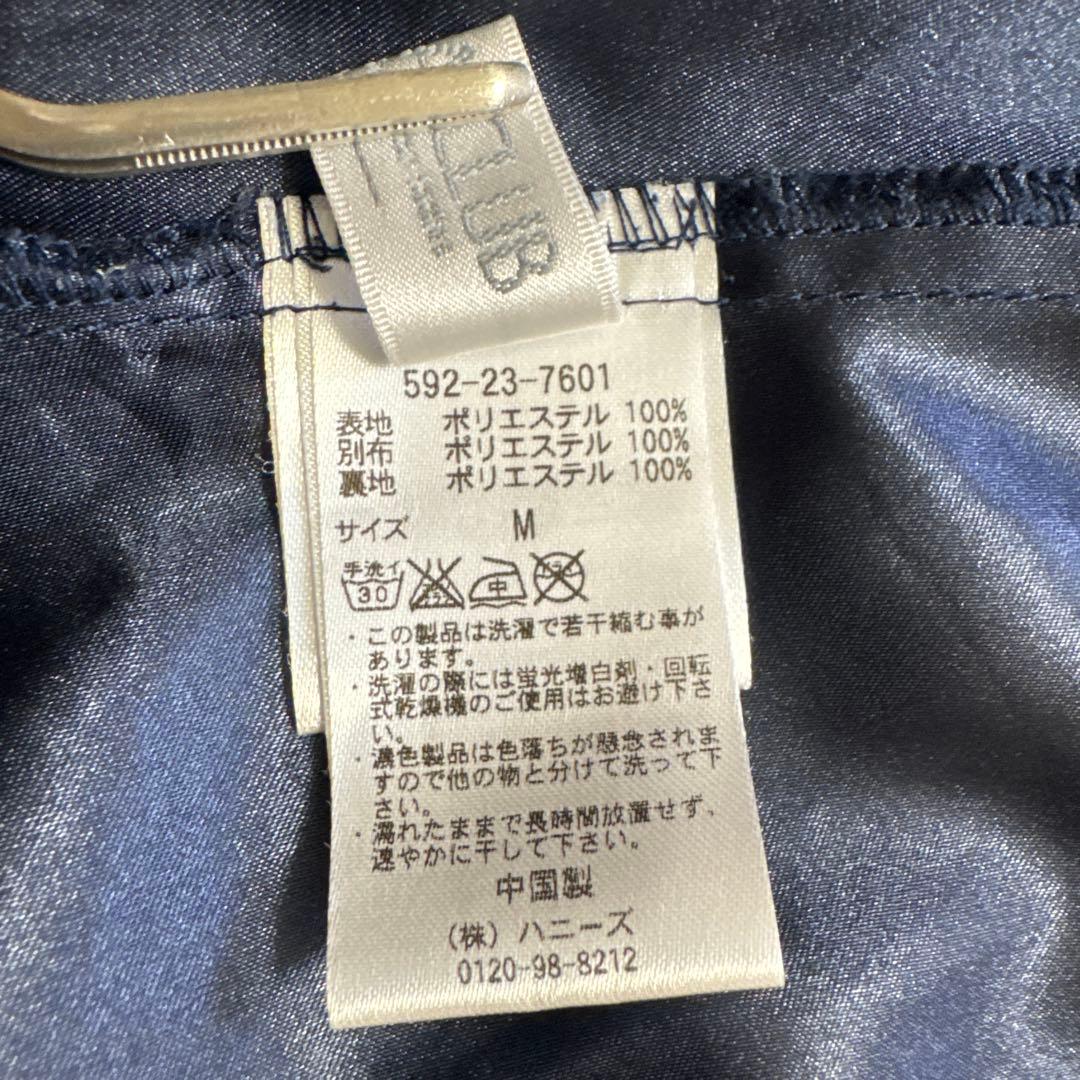 CLUB
592-23-7601
表地 ポリエステル 100%
別布 ポリエステル 100%
裏地 ポリエステル 100%
サイズ M
手洗イ
30
中
・この製品は洗濯で若干縮む事が
あります。
・洗濯の際には蛍光増白剤・回転
式乾燥機のご使用はお避け下さ
い。
・濃色製品は色落ちが懸念されま
すので他の物と分けて洗って下
さい。
・濡れたままで長時間放置せず、
速やかに干して下さい。
中国製
(株) ハニーズ
0120-98-8212